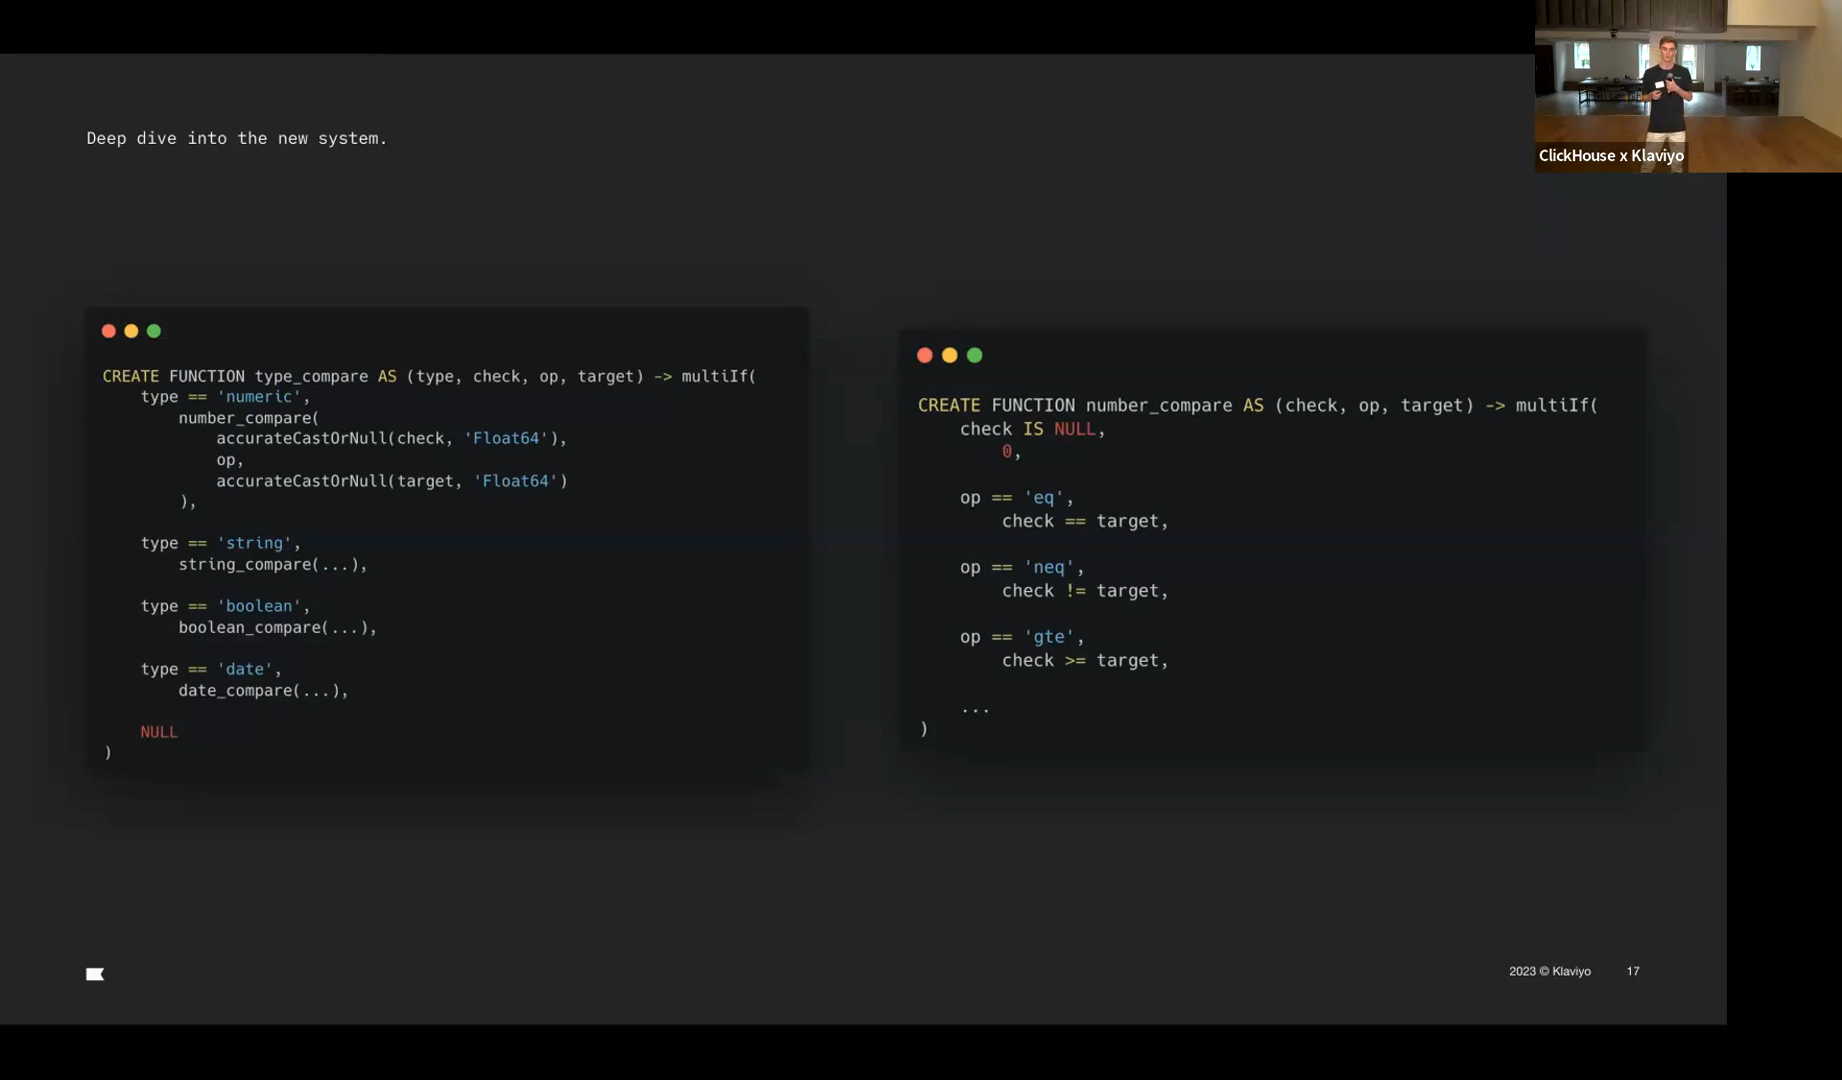 ClickHouse x Klaviyo
Deep dive into the new system.
CREATE FUNCTION type_compare AS (type, check, op, target) -> multiIf(
    type == 'numeric',
        number_compare(
            accurateCastOrNull(check, 'Float64'),
            op,
            accurateCastOrNull(target, 'Float64')
        ),
    type == 'string',
        string_compare(...),
    type == 'boolean',
        boolean_compare(...),
    type == 'date',
        date_compare(...),
    NULL
)
CREATE FUNCTION number_compare AS (check, op, target) -> multiIf(
    check IS NULL,
        0,
    op == 'eq',
        check == target,
    op == 'neq',
        check != target,
    op == 'gte',
        check >= target,
    ...
)
2023 © Klaviyo 17